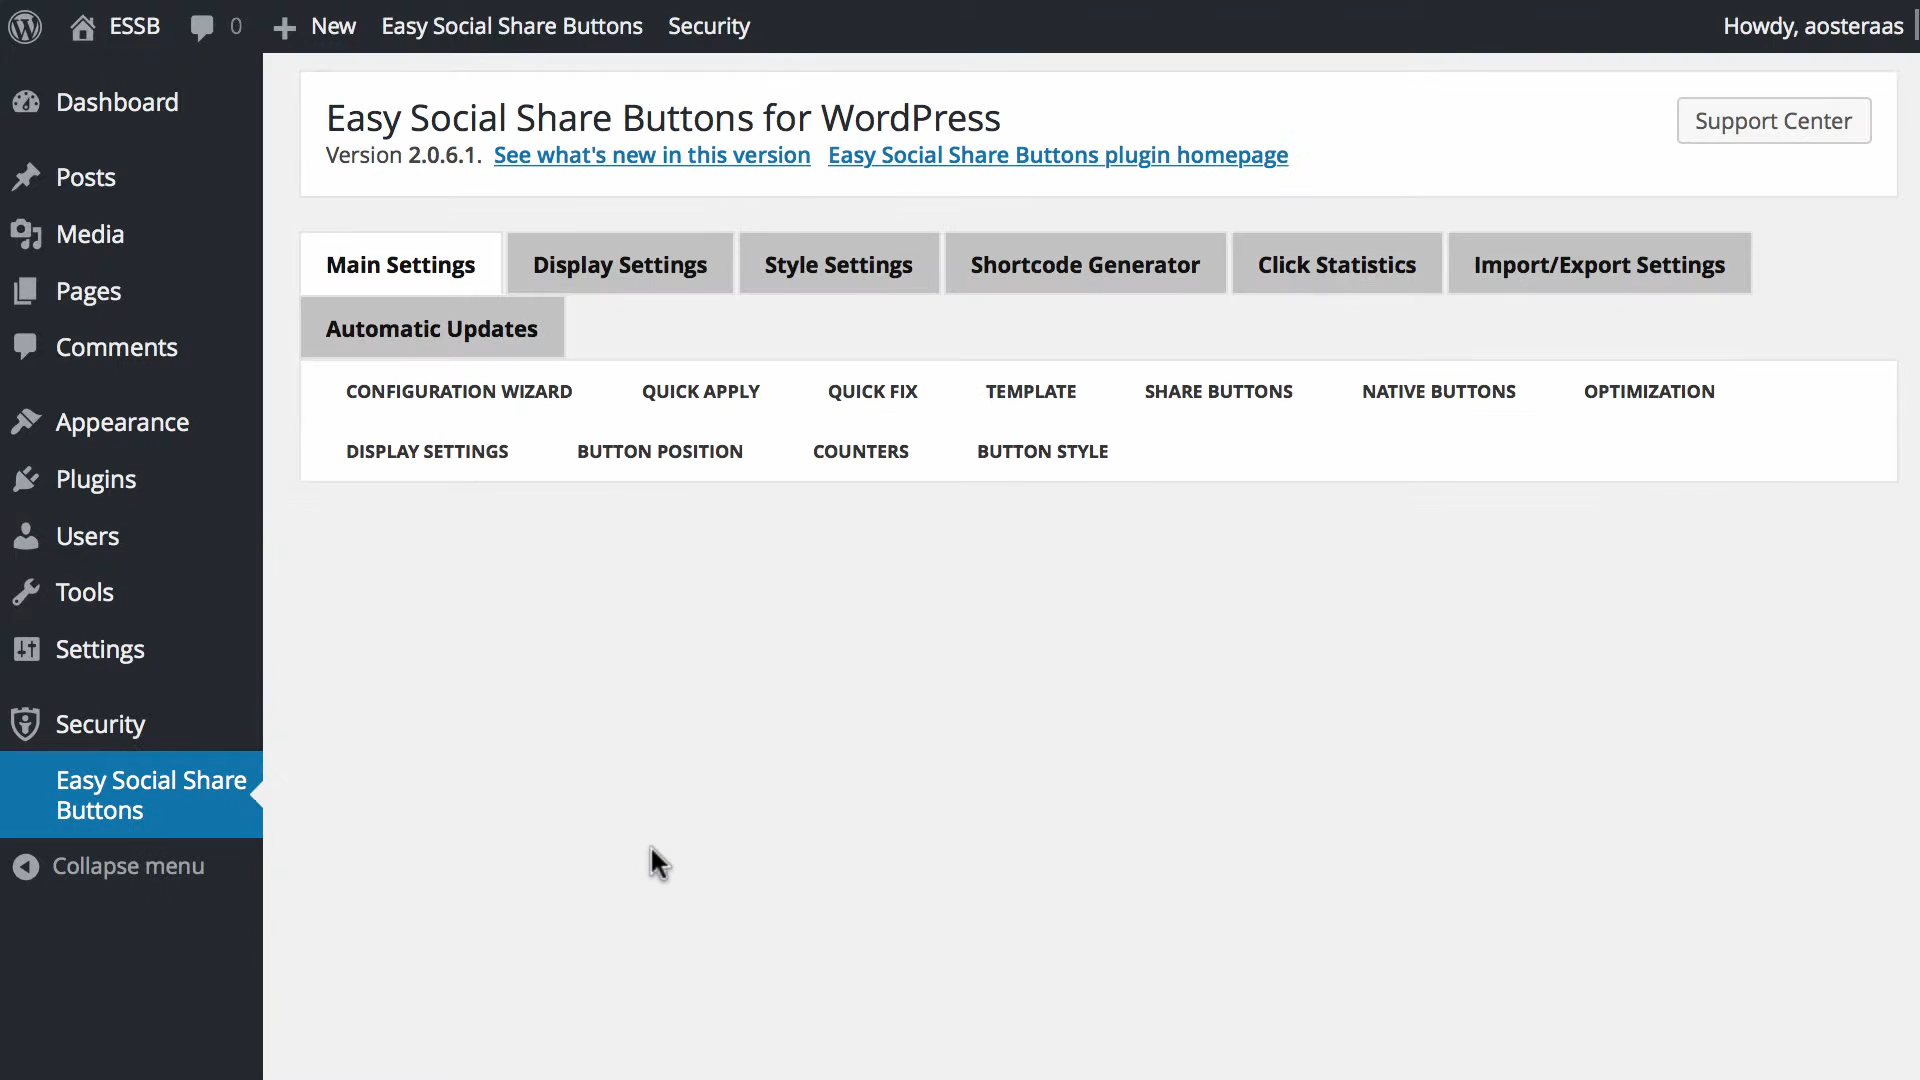 ESSB 0 New Easy Social Share Buttons Security Howdy, aosteraas
Dashboard
Posts
Media
Pages
Comments
Appearance
Plugins
Users
Tools
Settings
Security
Easy Social Share
Buttons
Collapse menu
Easy Social Share Buttons for WordPress
Support Center
Version 2.0.6.1. See what's new in this version Easy Social Share Buttons plugin homepage
Main Settings Display Settings Style Settings Shortcode Generator Click Statistics Import/Export Settings
Automatic Updates
CONFIGURATION WIZARD QUICK APPLY QUICK FIX TEMPLATE SHARE BUTTONS NATIVE BUTTONS OPTIMIZATION
DISPLAY SETTINGS BUTTON POSITION COUNTERS BUTTON STYLE